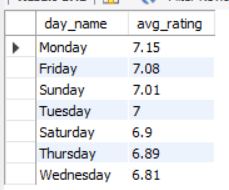 day_name avg_rating
Monday 7.15
Friday 7.08
Sunday 7.01
Tuesday 7
Saturday 6.9
Thursday 6.89
Wednesday 6.81